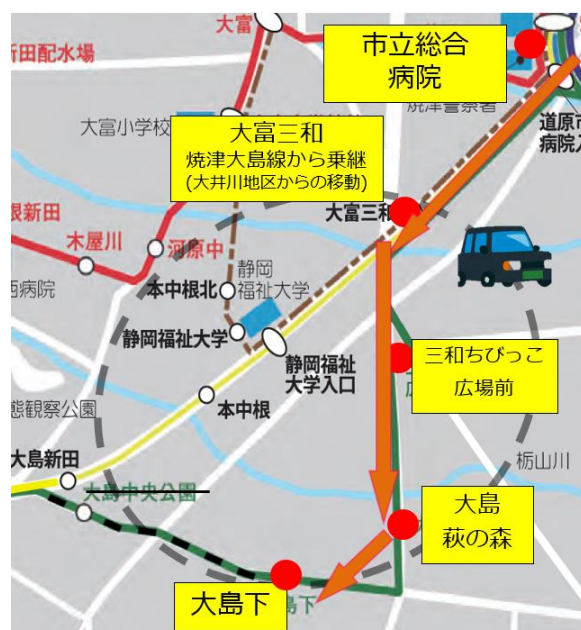 大富
新田配水場
市立総合
病院
焼津警察署
大富小学校
道原市
病院入
大富三和
焼津大島線から乗継
(大井川地区からの移動)
大富三和
根新田
木屋川
河原中
西病院
本中根北
静岡
福祉大学
静岡福祉大学
静岡福祉
大学入口
三和ちびっこ
広場前
本中根
態観察公園
大島新田
栃山川
大島中央公園
大島
萩の森
大島下
島下